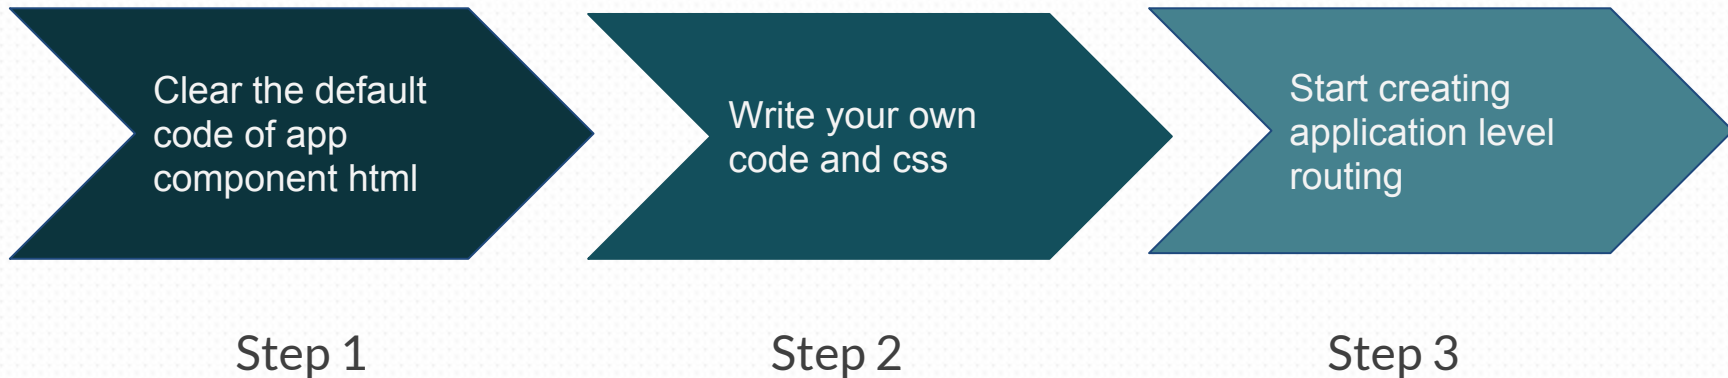 Clear the default
code of app
component html
Write your own
code and css
Start creating
application level
routing
Step 1
Step 2
Step 3